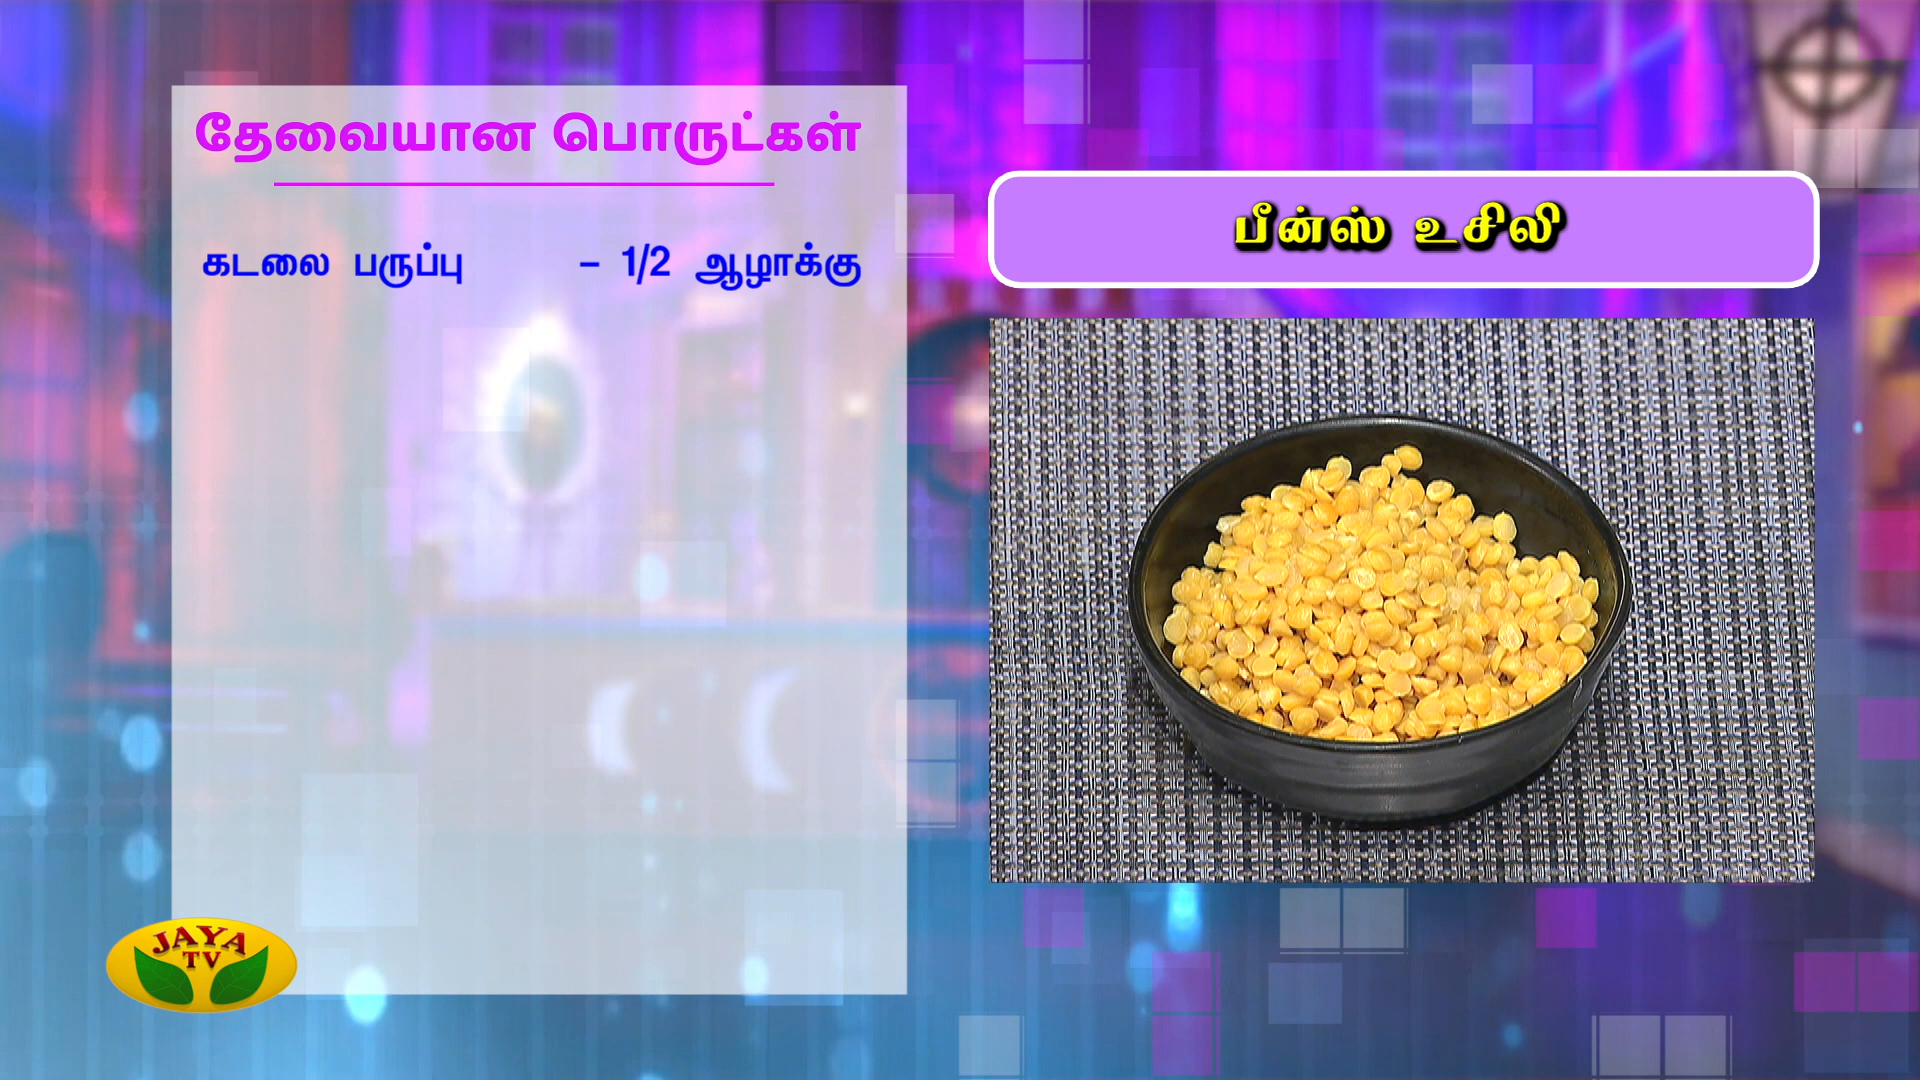 தேவையான பொருட்கள்
கடலை பருப்பு – 1/2 ஆழாக்கு
பீன்ஸ் உசிலி
JAYA
TV